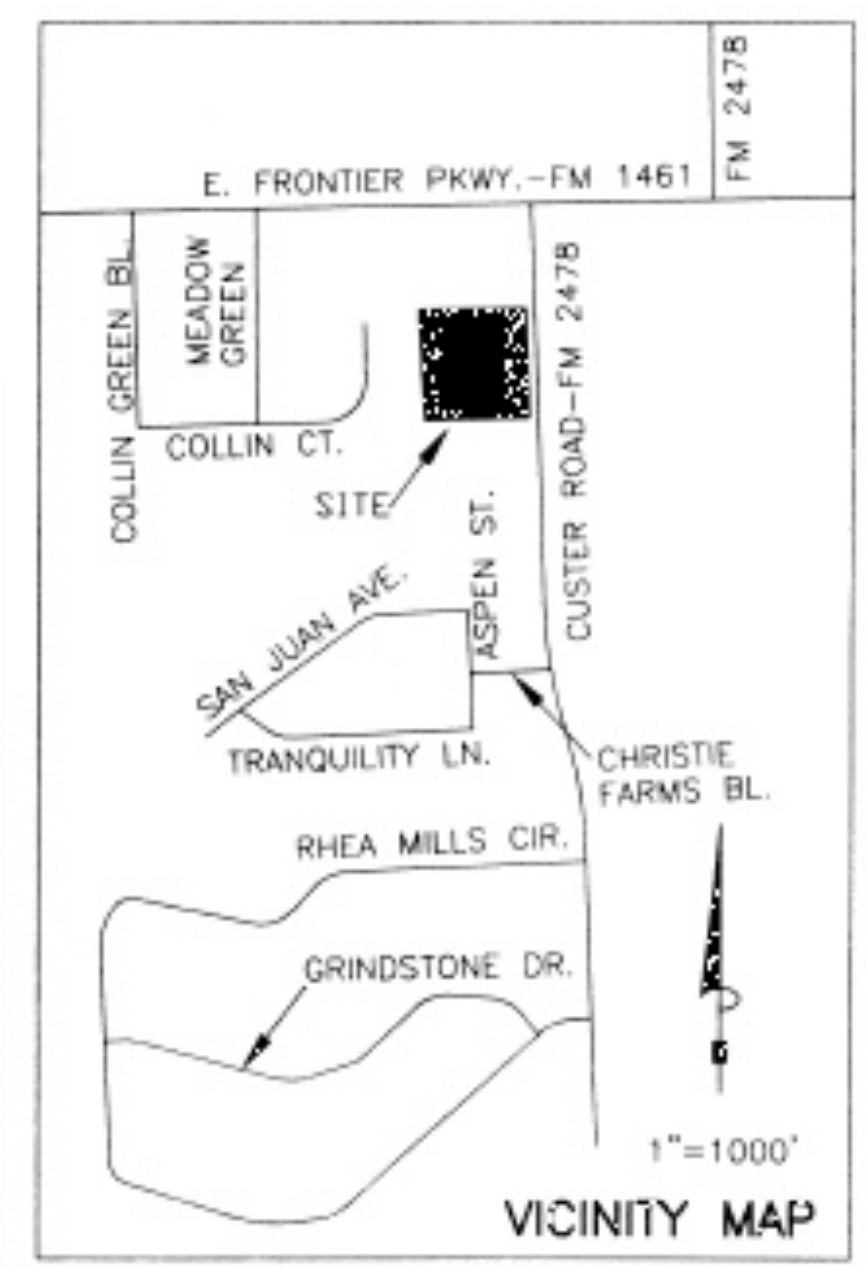 FM 2478
E. FRONTIER PKWY.-FM 1461
COLLIN GREEN BL.
MEADOW
GREEN
CUSTER ROAD-FM 2478
COLLIN CT.
SITE
ASPEN ST.
SAN JUAN AVE.
TRANQUILITY LN.
CHRISTIE
FARMS BL.
RHEA MILLS CIR.
GRINDSTONE DR.
1"=1000'
VICINITY MAP